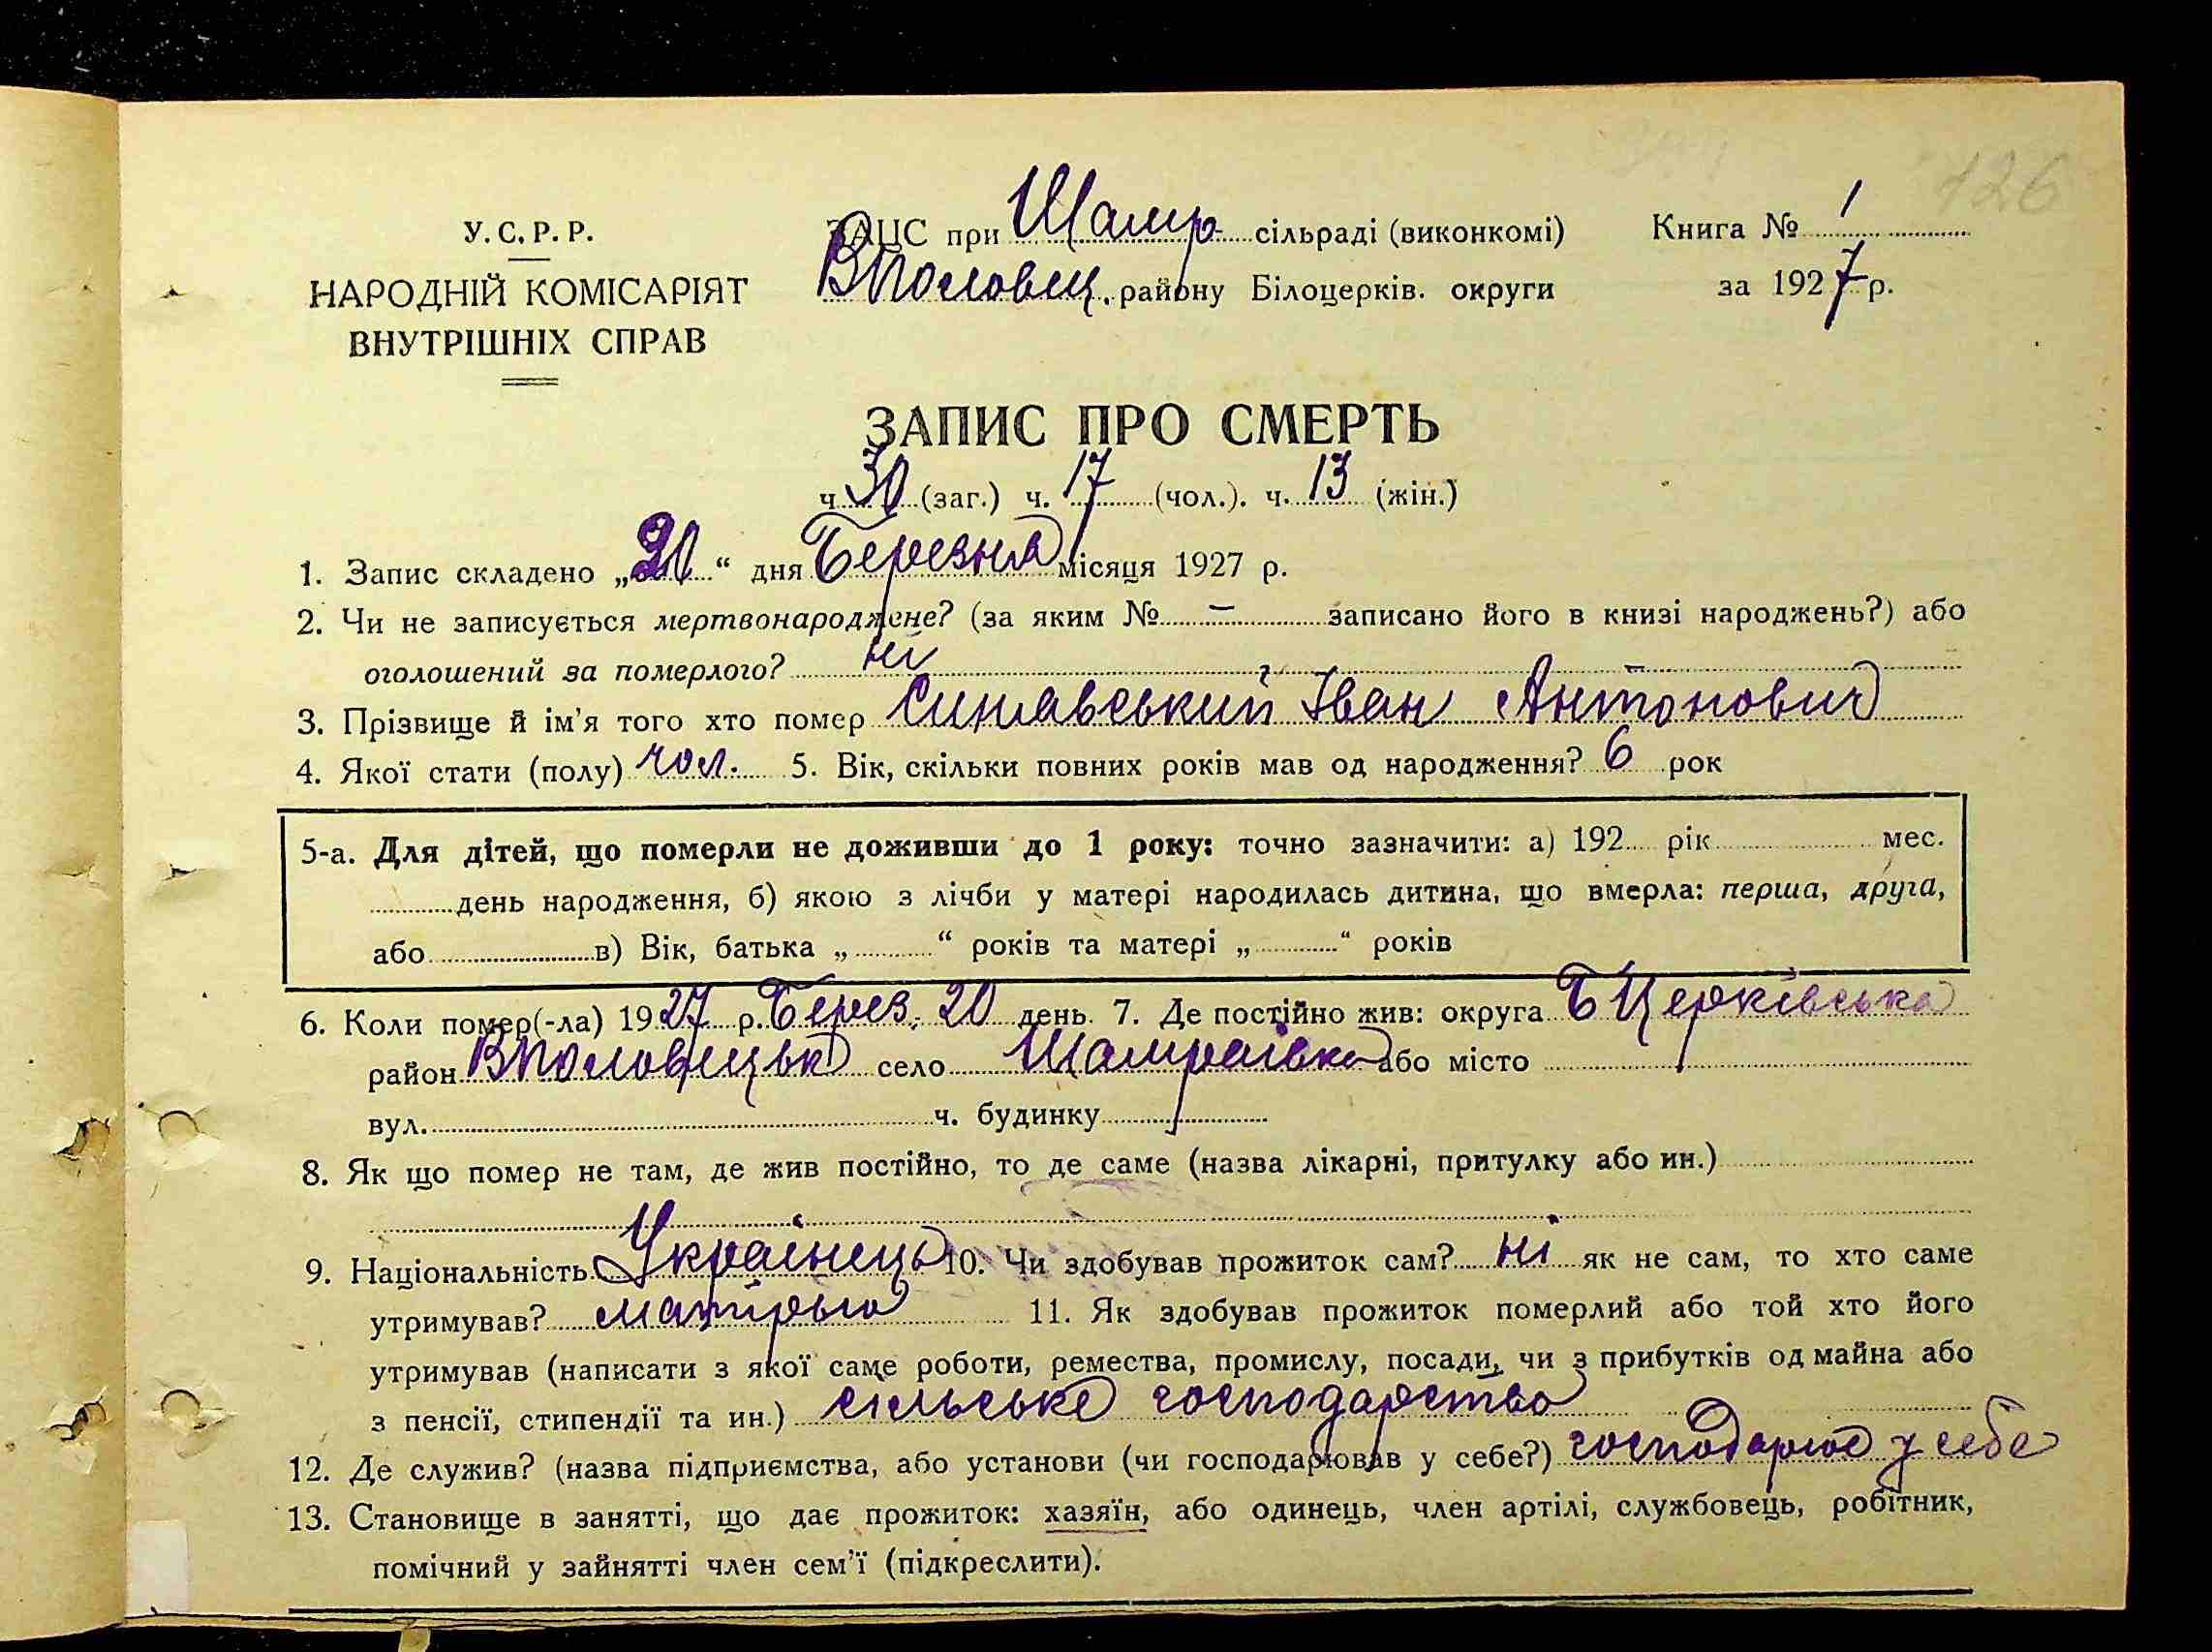 126
У.С.Р.Р.
НАРОДНІЙ КОМІСАРІЯТ
ВНУТРІШНІХ СПРАВ
ЗАЦС при Шамр сільраді (виконкомі)
ВПоловец. району Білоцерків. округи
Книга № 1
за 1927 р.
ЗАПИС ПРО СМЕРТЬ
ч. 30 (заг.) ч. 17 (чол.). ч. 13 (жін.)
1. Запис складено „20“ дня Березня місяця 1927 р.
2. Чи не записується мертвонароджене? (за яким № — записано його в книзі народжень?) або
оголошений за померлого? ні
3. Прізвище й ім’я того хто помер Синявський Іван Антонович
4. Якої стати (полу) чол. 5. Вік, скільки повних років мав од народження? 6 рок
5-а. Для дітей, що померли не доживши до 1 року: точно зазначити: а) 192.... рік ........ мес.
........день народження, б) якою з лічби у матері народилась дитина, що вмерла: перша, друга,
або ........ в) Вік, батька „........“ років та матері „........“ років
6. Коли помер(-ла) 1927 р. Берез. 20 день. 7. Де постійно жив: округа БЦерківська
район ВПоловецьк село Шамраївка або місто
вул. ........ ч. будинку ........
8. Як що помер не там, де жив постійно, то де саме (назва лікарні, притулку або ин.)
9. Національність Українець 10. Чи здобував прожиток сам? ні як не сам, то хто саме
утримував? матірью 11. Як здобував прожиток померлий або той хто його
утримував (написати з якої саме роботи, ремества, промислу, посади, чи з прибутків од майна або
з пенсії, стипендії та ин.) сільське господарство
12. Де служив? (назва підприємства, або установи (чи господарював у себе?) господарює у себе
13. Становище в занятті, що дає прожиток: хазяїн, або одинець, член артілі, службовець, робітник,
помічний у зайнятті член сем’ї (підкреслити).